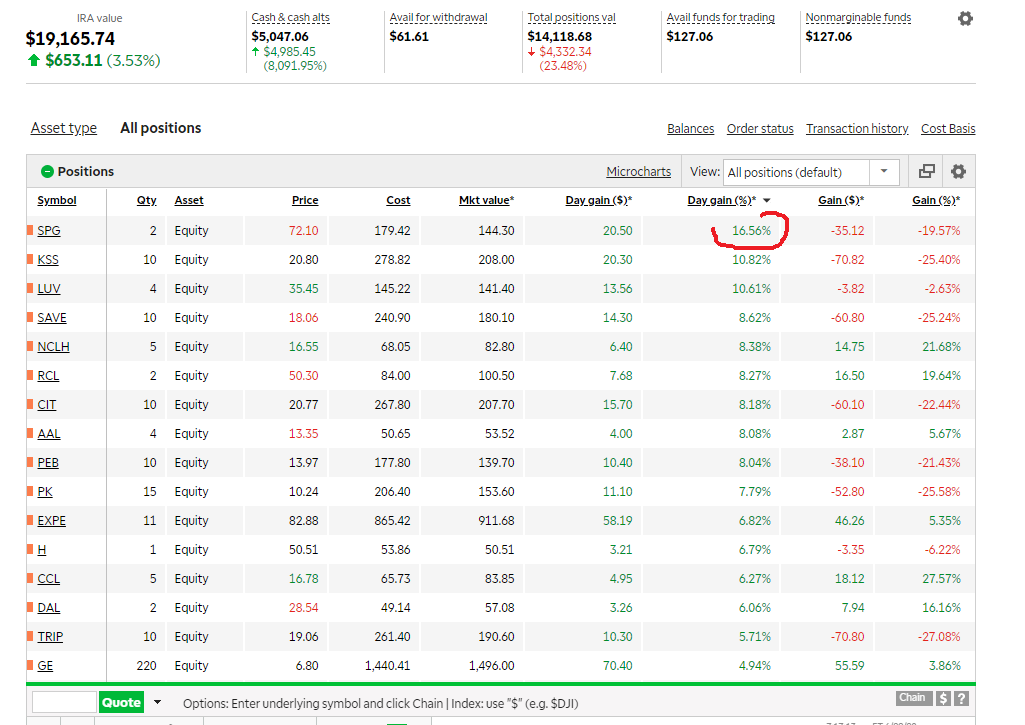 IRA value Cash & cash alts Avail for withdrawal Total positions val Avail funds for trading Nonmarginable funds
$19,165.74 $5,047.06 $61.61 $14,118.68 $127.06 $127.06
$653.11 (3.53%) $4,985.45 $4,332.34
(8,091.95%) (23.48%)
Asset type All positions Balances Order status Transaction history Cost Basis
Positions Microcharts View: All positions (default)
Symbol Qty Asset Price Cost Mkt value* Day gain ($)* Day gain (%)* Gain ($)* Gain (%)*
SPG 2 Equity 72.10 179.42 144.30 20.50 16.56% -35.12 -19.57%
KSS 10 Equity 20.80 278.82 208.00 20.30 10.82% -70.82 -25.40%
LUV 4 Equity 35.45 145.22 141.40 13.56 10.61% -3.82 -2.63%
SAVE 10 Equity 18.06 240.90 180.10 14.30 8.62% -60.80 -25.24%
NCLH 5 Equity 16.55 68.05 82.80 6.40 8.38% 14.75 21.68%
RCL 2 Equity 50.30 84.00 100.50 7.68 8.27% 16.50 19.64%
CIT 10 Equity 20.77 267.80 207.70 15.70 8.18% -60.10 -22.44%
AAL 4 Equity 13.35 50.65 53.52 4.00 8.08% 2.87 5.67%
PEB 10 Equity 13.97 177.80 139.70 10.40 8.04% -38.10 -21.43%
PK 15 Equity 10.24 206.40 153.60 11.10 7.79% -52.80 -25.58%
EXPE 11 Equity 82.88 865.42 911.68 58.19 6.82% 46.26 5.35%
H 1 Equity 50.51 53.86 50.51 3.21 6.79% -3.35 -6.22%
CCL 5 Equity 16.78 65.73 83.85 4.95 6.27% 18.12 27.57%
DAL 2 Equity 28.54 49.14 57.08 3.26 6.06% 7.94 16.16%
TRIP 10 Equity 19.06 261.40 190.60 10.30 5.71% -70.80 -27.08%
GE 220 Equity 6.80 1,440.41 1,496.00 70.40 4.94% 55.59 3.86%
Quote Options: Enter underlying symbol and click Chain | Index: use "$" (e.g. $DJI) Chain $ ?